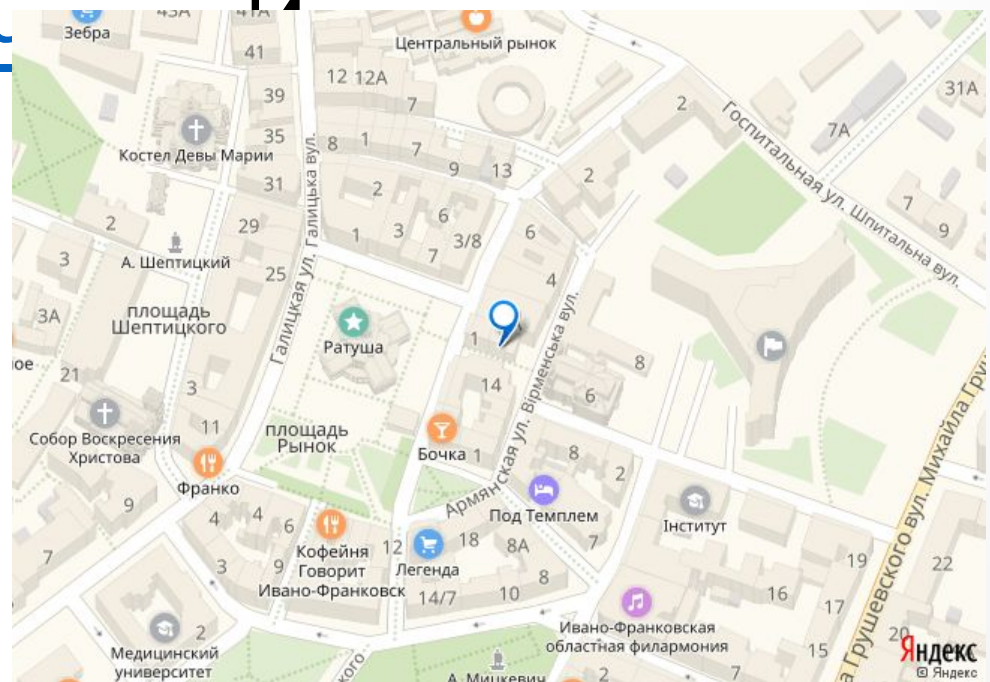 Зебра
43А
41А
41
Центральный рынок
12 12А
39
7
2
31А
7А
Госпитальная ул. Шпитальна вул.
Костел Девы Марии
35
8
1
7
9
13
2
31
2
6
7
9
2
29
1
3
7
3/8
6
4
3
А. Шептицкий
25
Галицкая ул. Галицька вул.
3А
площадь
Шептицкого
Ратуша
1
14
Армянская ул. Вірменська вул.
8
6
ое
21
3
11
площадь
Рынок
Собор Воскресения
Христова
Бочка
1
8
2
Франко
9
Под Темплем
Інститут
7
4
4
6
Кофейня
Говорит
Ивано-Франковск
12
Легенда
18
8А
7
19
22
3
9
14/7
10
8
16
17
2
Медицинский
университет
Ивано-Франковская
областная филармония
15
20
а Грушевского вул. Михайла Гру
кого
А. Мицкевич
2
7
Яндекс
© Яндекс